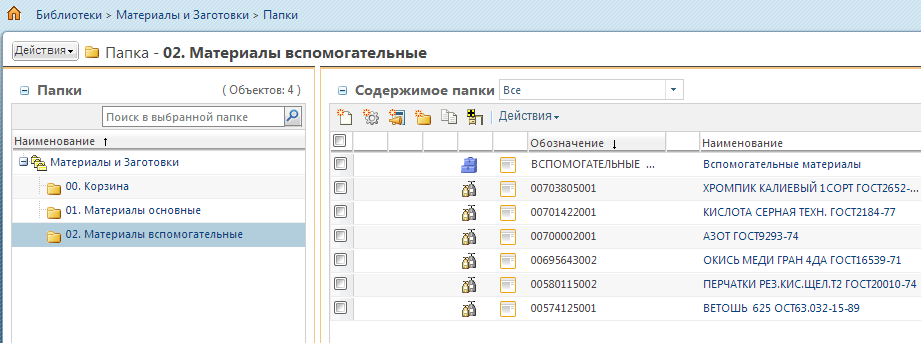 Библиотеки > Материалы и Заготовки > Папки
Действия Папка - 02. Материалы вспомогательные
Папки ( Объектов: 4 )
Поиск в выбранной папке
Наименование ↑
Материалы и Заготовки
00. Корзина
01. Материалы основные
02. Материалы вспомогательные
Содержимое папки Все
Действия
Обозначение ↓ Наименование
ВСПОМОГАТЕЛЬНЫЕ ... Вспомогательные материалы
00703805001 ХРОМПИК КАЛИЕВЫЙ 1СОРТ ГОСТ2652-...
00701422001 КИСЛОТА СЕРНАЯ ТЕХН. ГОСТ2184-77
00700002001 АЗОТ ГОСТ9293-74
00695643002 ОКИСЬ МЕДИ ГРАН 4ДА ГОСТ16539-71
00580115002 ПЕРЧАТКИ РЕЗ.КИС.ЩЕЛ.Т2 ГОСТ20010-74
00574125001 ВЕТОШЬ 625 ОСТ63.032-15-89